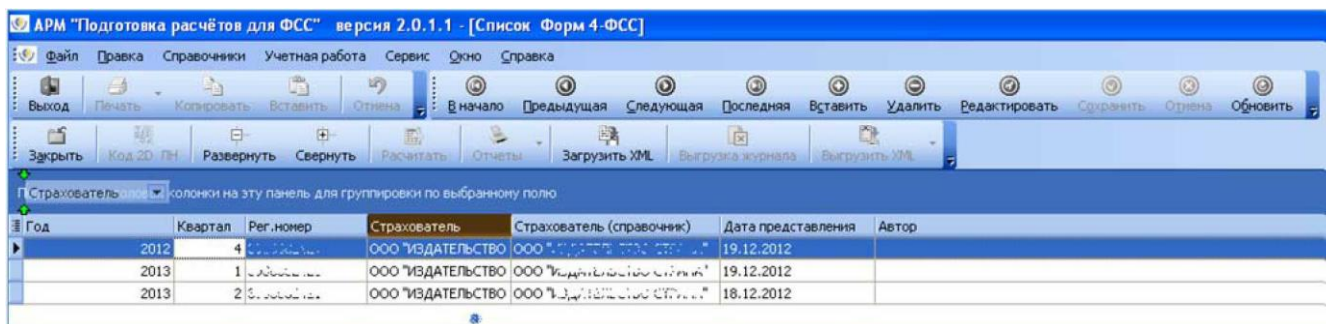 АРМ "Подготовка расчётов для ФСС" версия 2.0.1.1 - [Список Форм 4-ФСС]
Файл Правка Справочники Учетная работа Сервис Окно Справка
Выход Печать Копировать Вставить Отмена В начало Предыдущая Следующая Последняя Вставить Удалить Редактировать Сохранить Отмена Обновить
Закрыть Код 2D ПН Развернуть Свернуть Расчитать Отчеты Загрузить XML Выгрузка журнала Выгрузить XML
Страхователь колонки на эту панель для группировки по выбранному полю
Год Квартал Рег.номер Страхователь Страхователь (справочник) Дата представления Автор
2012 4 ООО "ИЗДАТЕЛЬСТВО ООО " 19.12.2012
2013 1 ООО "ИЗДАТЕЛЬСТВО ООО " 19.12.2012
2013 2 ООО "ИЗДАТЕЛЬСТВО ООО " 18.12.2012